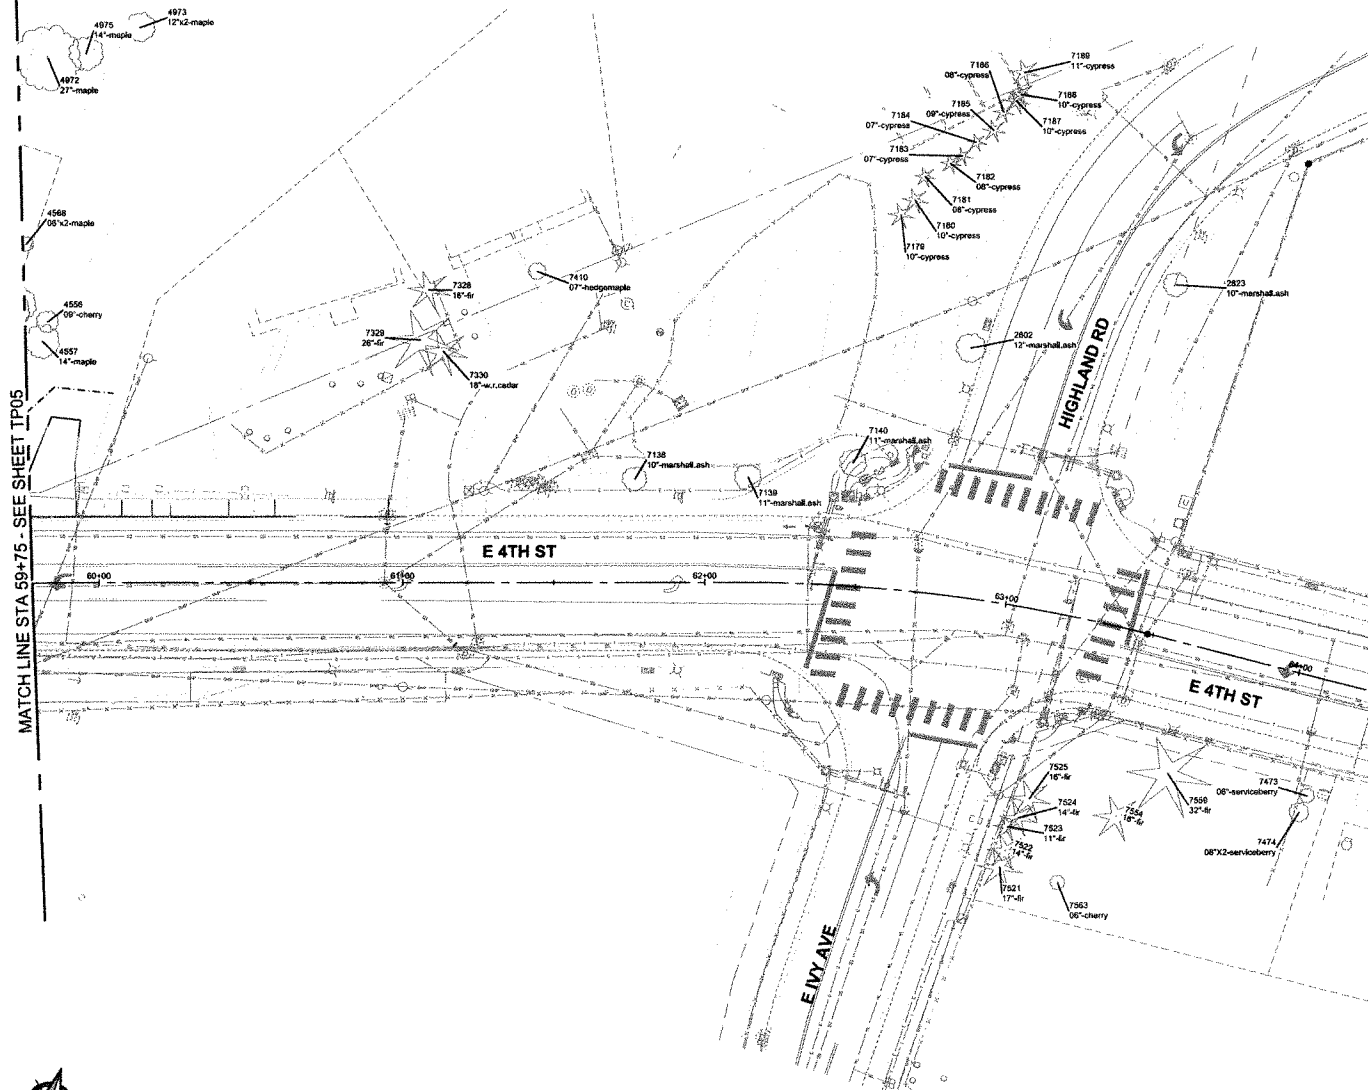 4973
12"x2-maple
4975
14"-maple
4972
27"-maple
7189
11"-cypress
7186
08"-cypress
7188
10"-cypress
7185
09"-cypress
7187
10"-cypress
7184
07"-cypress
7183
07"-cypress
7182
08"-cypress
7181
08"-cypress
7180
10"-cypress
7179
10"-cypress
4568
06"x2-maple
7410
07"-hedgemaple
7328
16"-fir
2623
10"-marshall.ash
4556
09"-cherry
4557
14"-maple
7329
26"-fir
7330
18"-w.r.cedar
2602
12"-marshall.ash
HIGHLAND RD
7140
11"-marshall.ash
7138
10"-marshall.ash
7139
11"-marshall.ash
MATCH LINE STA 59+75 - SEE SHEET TP05
E 4TH ST
60+00
61+00
62+00
63+00
64+00
E 4TH ST
7525
16"-fir
7524
14"-fir
7523
11"-fir
7522
14"-fir
7521
17"-fir
7554
18"-fir
7559
32"-fir
7473
06"-serviceberry
7474
08"X2-serviceberry
7563
06"-cherry
E IVY AVE